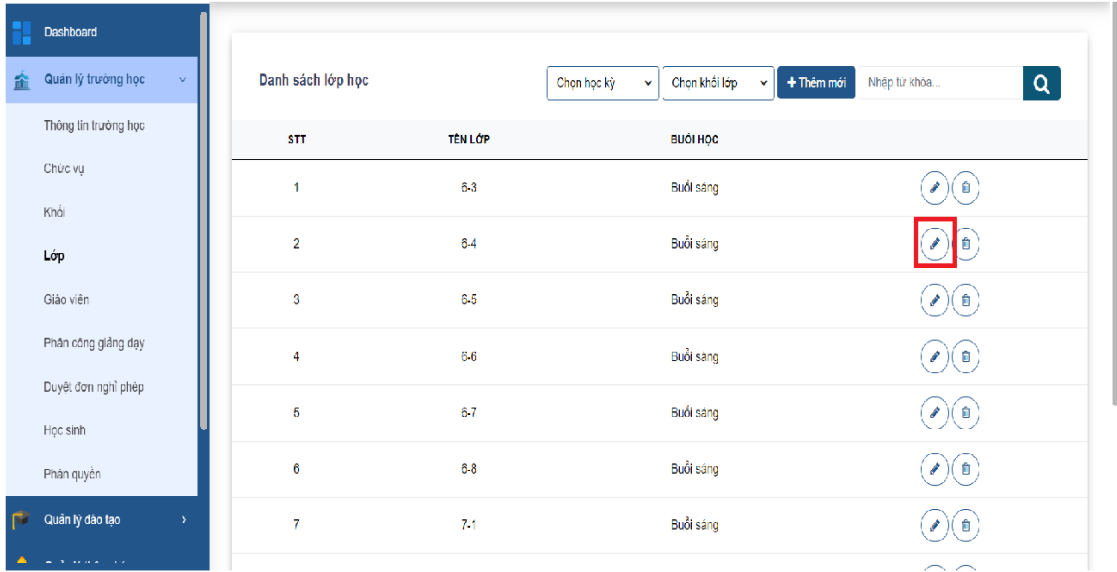 Dashboard
Quản lý trường học
Thông tin trường học
Chức vụ
Khối
Lớp
Giáo viên
Phân công giảng dạy
Duyệt đơn nghỉ phép
Học sinh
Phân quyền
Quản lý đào tạo
Danh sách lớp học
Chọn học kỳ
Chọn khối lớp
+ Thêm mới
Nhập từ khóa...
STT TÊN LỚP BUỔI HỌC
1 6-3 Buổi sáng
2 6-4 Buổi sáng
3 6-5 Buổi sáng
4 6-6 Buổi sáng
5 6-7 Buổi sáng
6 6-8 Buổi sáng
7 7-1 Buổi sáng